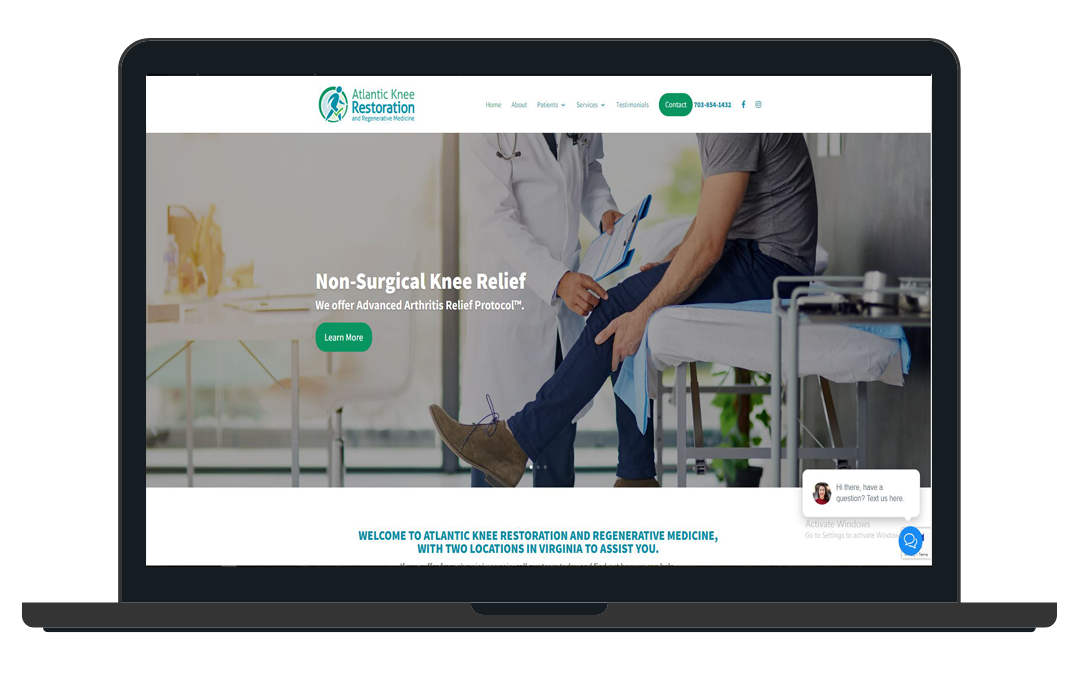 Atlantic Knee
Restoration
and Regenerative Medicine
Home About Patients Services Testimonials Contact 703-854-1432
Non-Surgical Knee Relief
We offer Advanced Arthritis Relief Protocol™.
Learn More
Hi there, have a
question? Text us here.
Activate Windows
Go to Settings to activate Windows
Terms
WELCOME TO ATLANTIC KNEE RESTORATION AND REGENERATIVE MEDICINE,
WITH TWO LOCATIONS IN VIRGINIA TO ASSIST YOU.